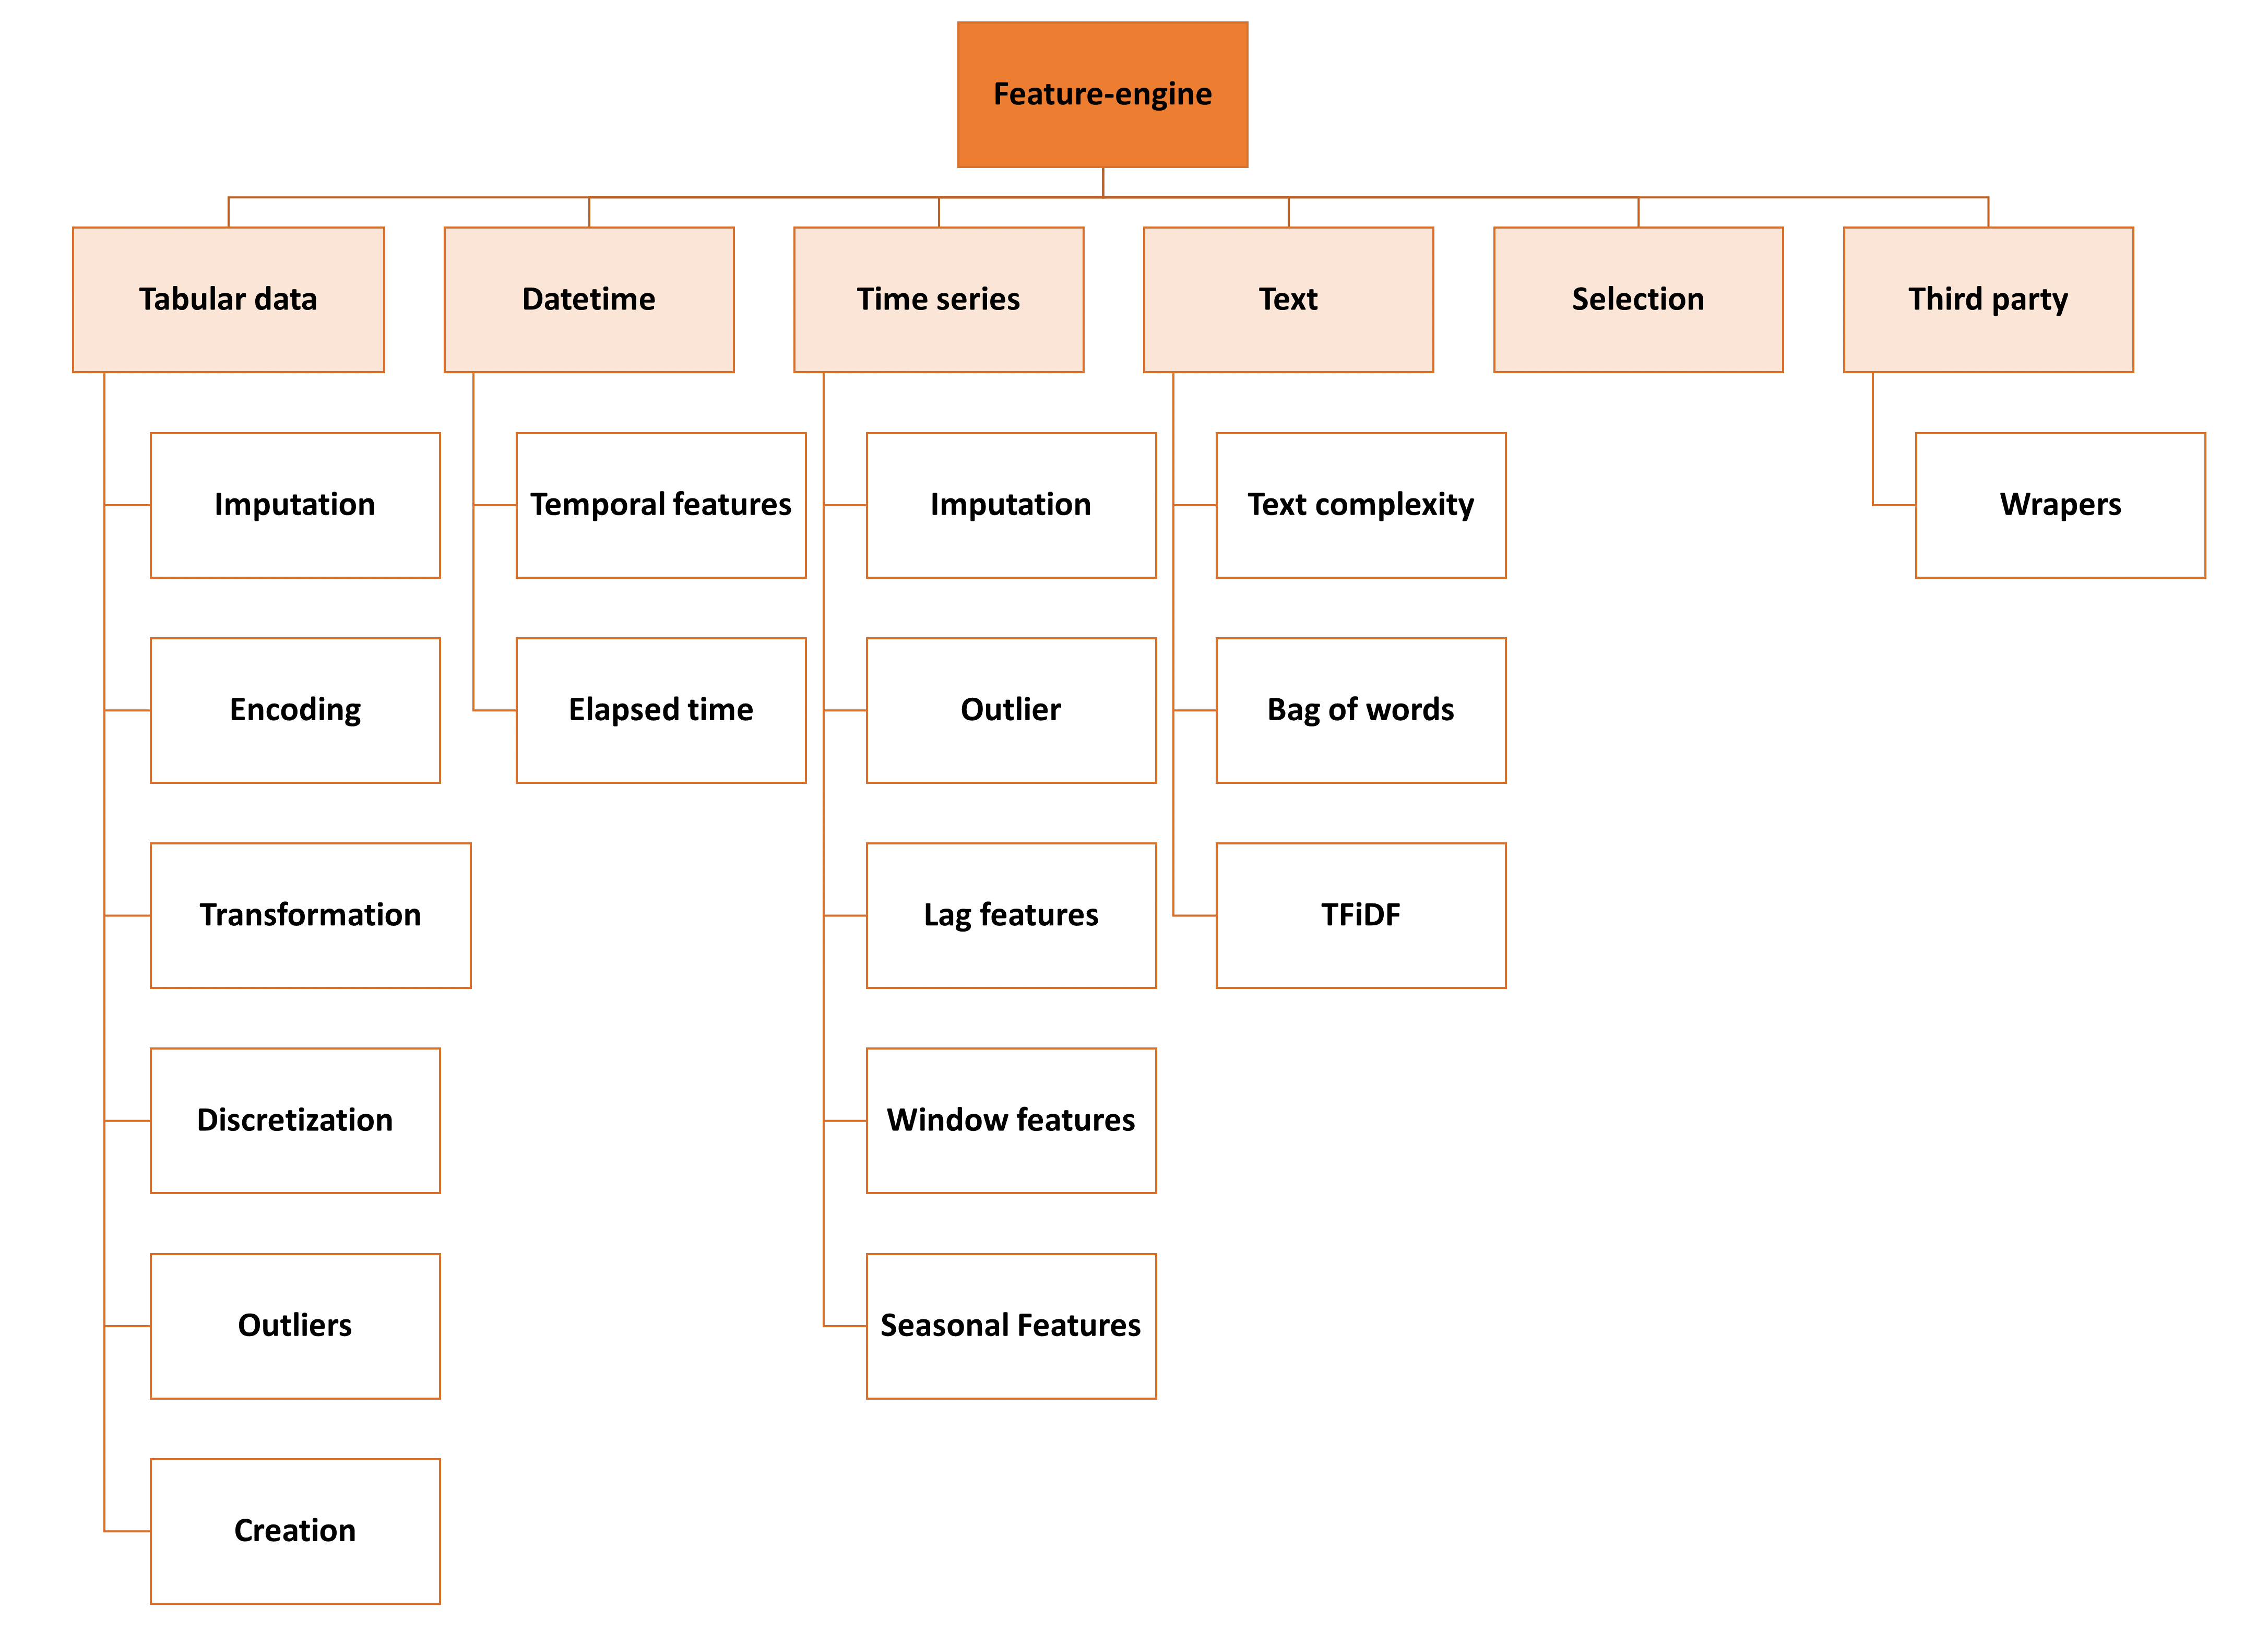 Feature-engine
Tabular data
Datetime
Time series
Text
Selection
Third party
Imputation
Temporal features
Imputation
Text complexity
Wrapers
Encoding
Elapsed time
Outlier
Bag of words
Transformation
Lag features
TFiDF
Discretization
Window features
Outliers
Seasonal Features
Creation